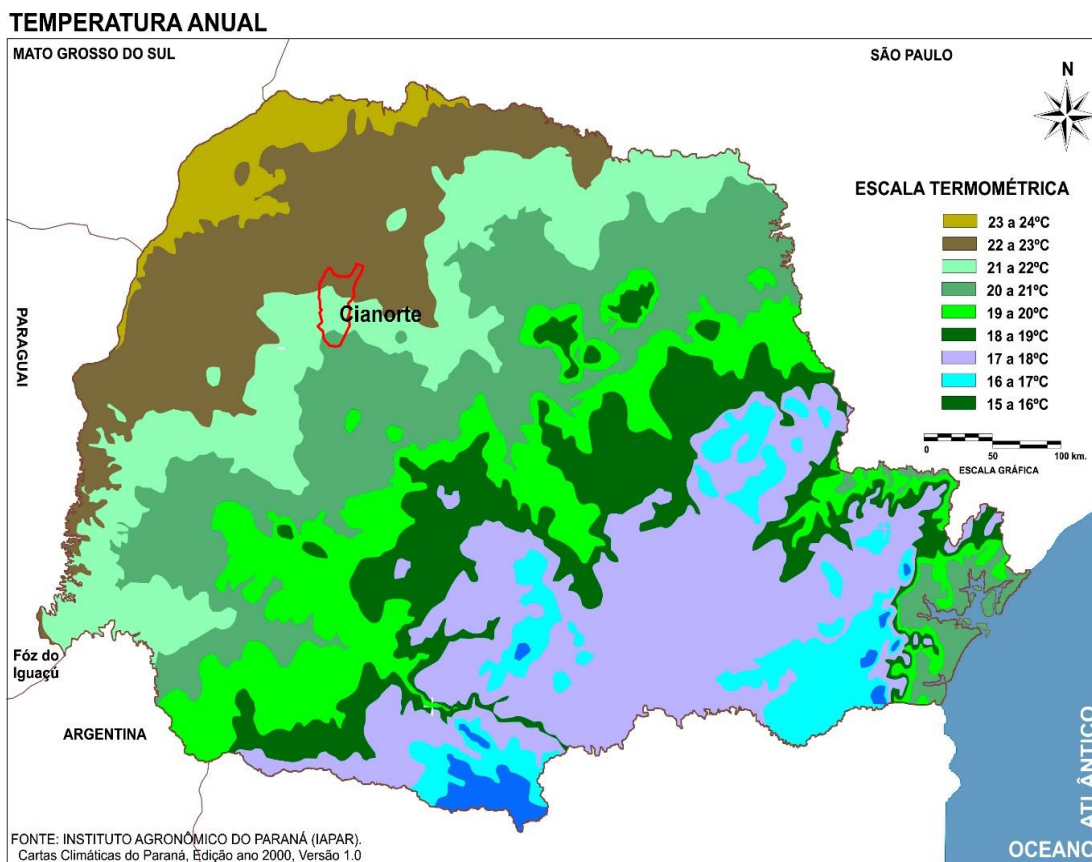 TEMPERATURA ANUAL
MATO GROSSO DO SUL
SÃO PAULO
N
ESCALA TERMOMÉTRICA
23 a 24ºC
22 a 23ºC
21 a 22ºC
20 a 21ºC
19 a 20ºC
18 a 19ºC
17 a 18ºC
16 a 17ºC
15 a 16ºC
0 50 100 km.
ESCALA GRÁFICA
Cianorte
PARAGUAI
Fóz do
Iguaçú
ARGENTINA
OCEANO ATLÂNTICO
FONTE: INSTITUTO AGRONÔMICO DO PARANÁ (IAPAR).
Cartas Climáticas do Paraná, Edição ano 2000, Versão 1.0